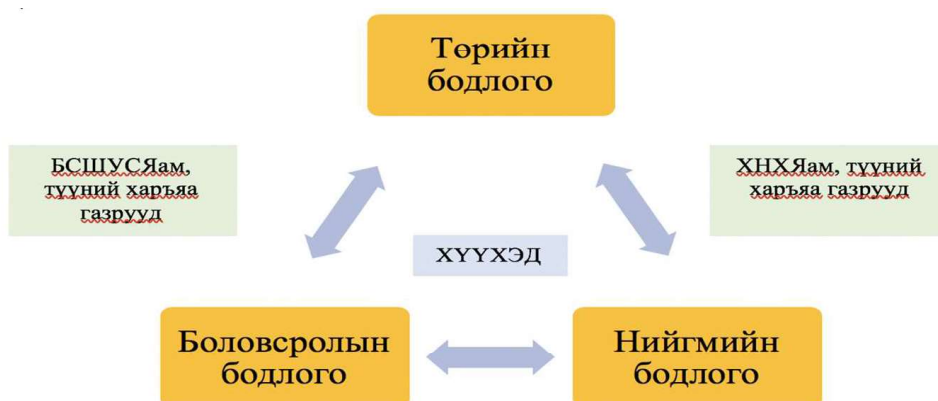 Төрийн
бодлого
БСШУСЯам,
түүний харъяа
газрууд
ХНХЯам, түүний
харъяа газрууд
ХҮҮХЭД
Боловсролын
бодлого
Нийгмийн
бодлого